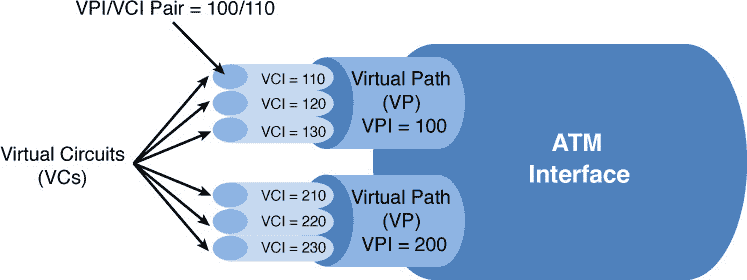 VPI/VCI Pair = 100/110
VCI = 110
VCI = 120
VCI = 130
Virtual Path
(VP)
VPI = 100
Virtual Circuits
(VCs)
ATM
Interface
VCI = 210
VCI = 220
VCI = 230
Virtual Path
(VP)
VPI = 200